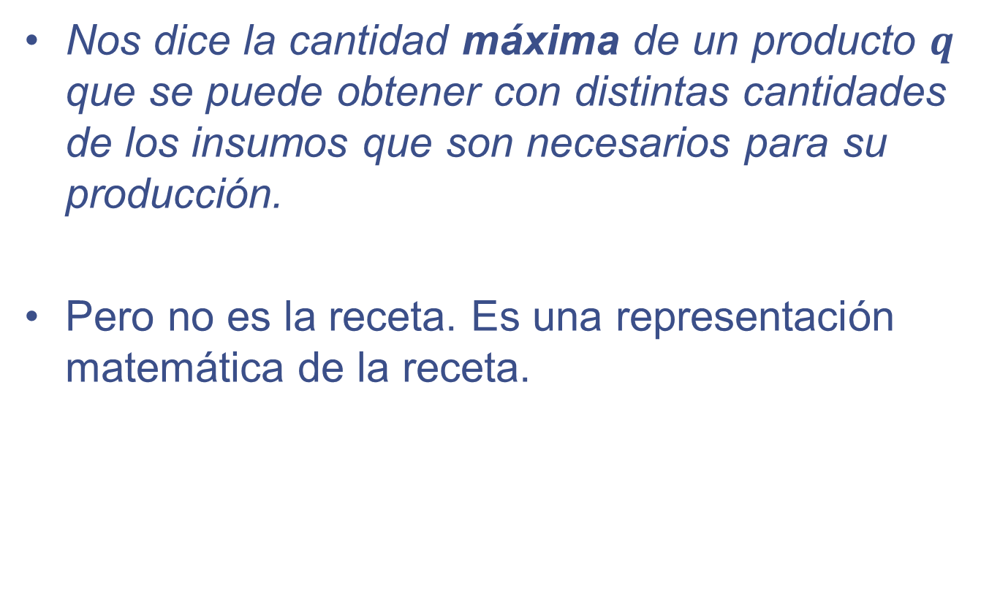 • Nos dice la cantidad máxima de un producto q
que se puede obtener con distintas cantidades
de los insumos que son necesarios para su
producción.
• Pero no es la receta. Es una representación
matemática de la receta.